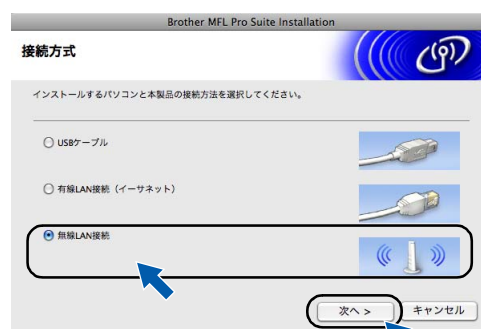 Brother MFL Pro Suite Installation
接続方式
インストールするパソコンと本製品の接続方法を選択してください。
USBケーブル
有線LAN接続（イーサネット）
無線LAN接続
次へ >
キャンセル